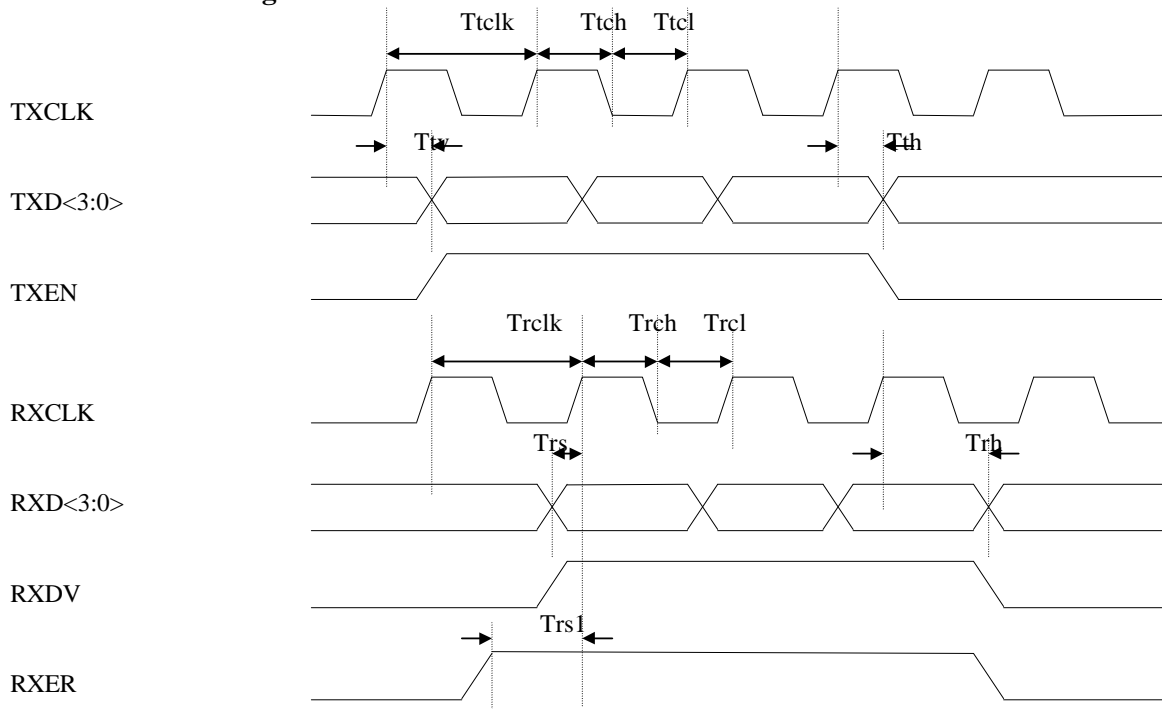 Ttclk Ttch Ttcl
TXCLK
Ttv Tth
TXD<3:0>
TXEN
Trclk Trch Trcl
RXCLK
Trs Trh
RXD<3:0>
RXDV
Trs1
RXER